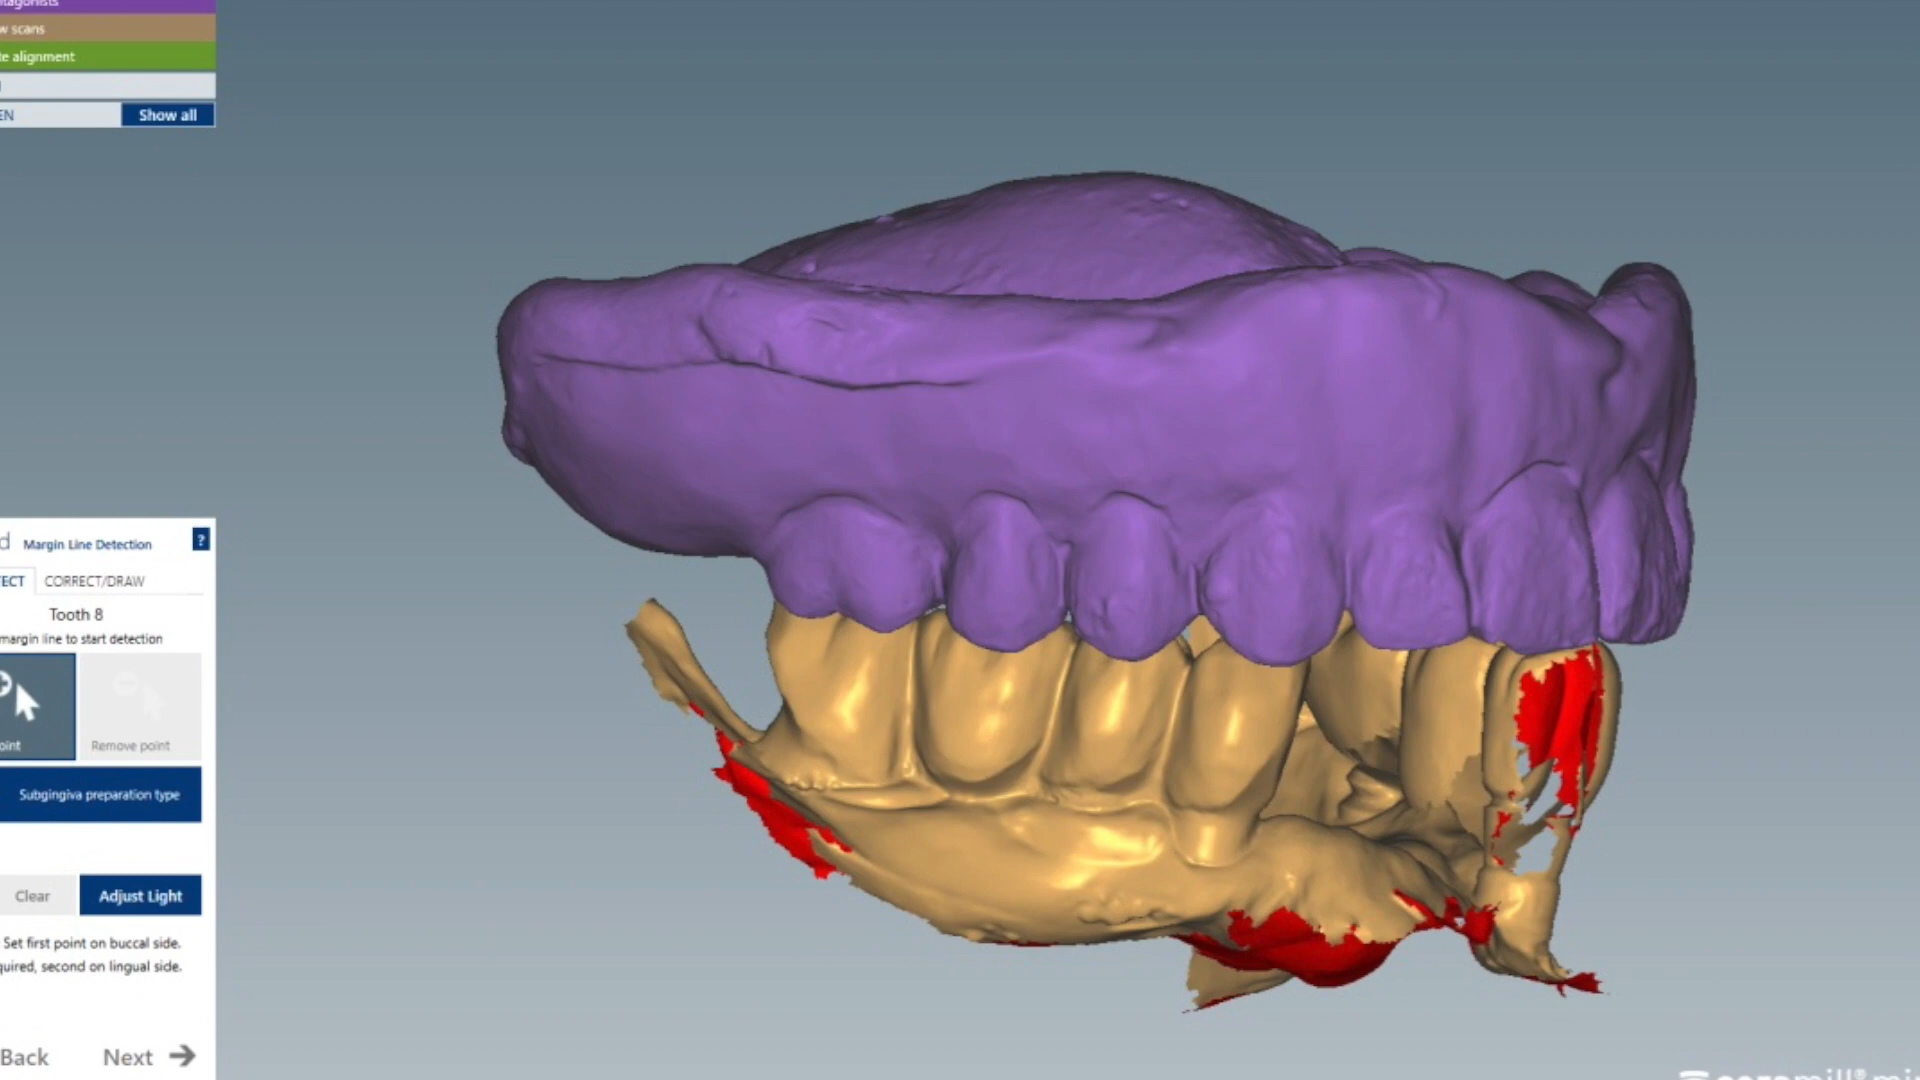 w scans
te alignment
EN
Show all
d Margin Line Detection ?
ECT CORRECT/DRAW
Tooth 8
margin line to start detection
oint
Remove point
Subgingiva preparation type
Clear
Adjust Light
Set first point on buccal side.
quired, second on lingual side.
Back
Next